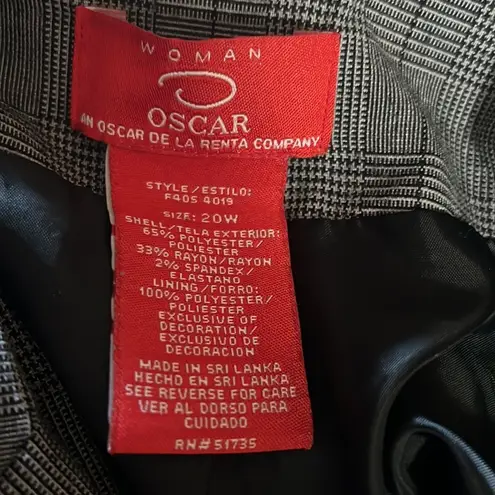 WOMAN
OSCAR
AN OSCAR DE LA RENTA COMPANY
STYLE/ESTILO:
F405 4019
SIZE: 20W
SHELL/TELA EXTERIOR:
65% POLYESTER/
POLIESTER
33% RAYON/RAYON
2% SPANDEX/
ELASTANO
LINING/FORRO:
100% POLYESTER/
POLIESTER
EXCLUSIVE OF
DECORATION/
EXCLUSIVO DE
DECORACION
MADE IN SRI LANKA
HECHO EN SRI LANKA
SEE REVERSE FOR CARE
VER AL DORSO PARA
CUIDADO
RN#51735